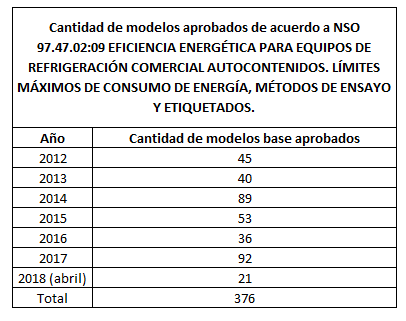 Cantidad de modelos aprobados de acuerdo a NSO
97.47.02:09 EFICIENCIA ENERGÉTICA PARA EQUIPOS DE
REFRIGERACIÓN COMERCIAL AUTOCONTENIDOS. LÍMITES
MÁXIMOS DE CONSUMO DE ENERGÍA, MÉTODOS DE ENSAYO
Y ETIQUETADOS.
Año Cantidad de modelos base aprobados
2012 45
2013 40
2014 89
2015 53
2016 36
2017 92
2018 (abril) 21
Total 376